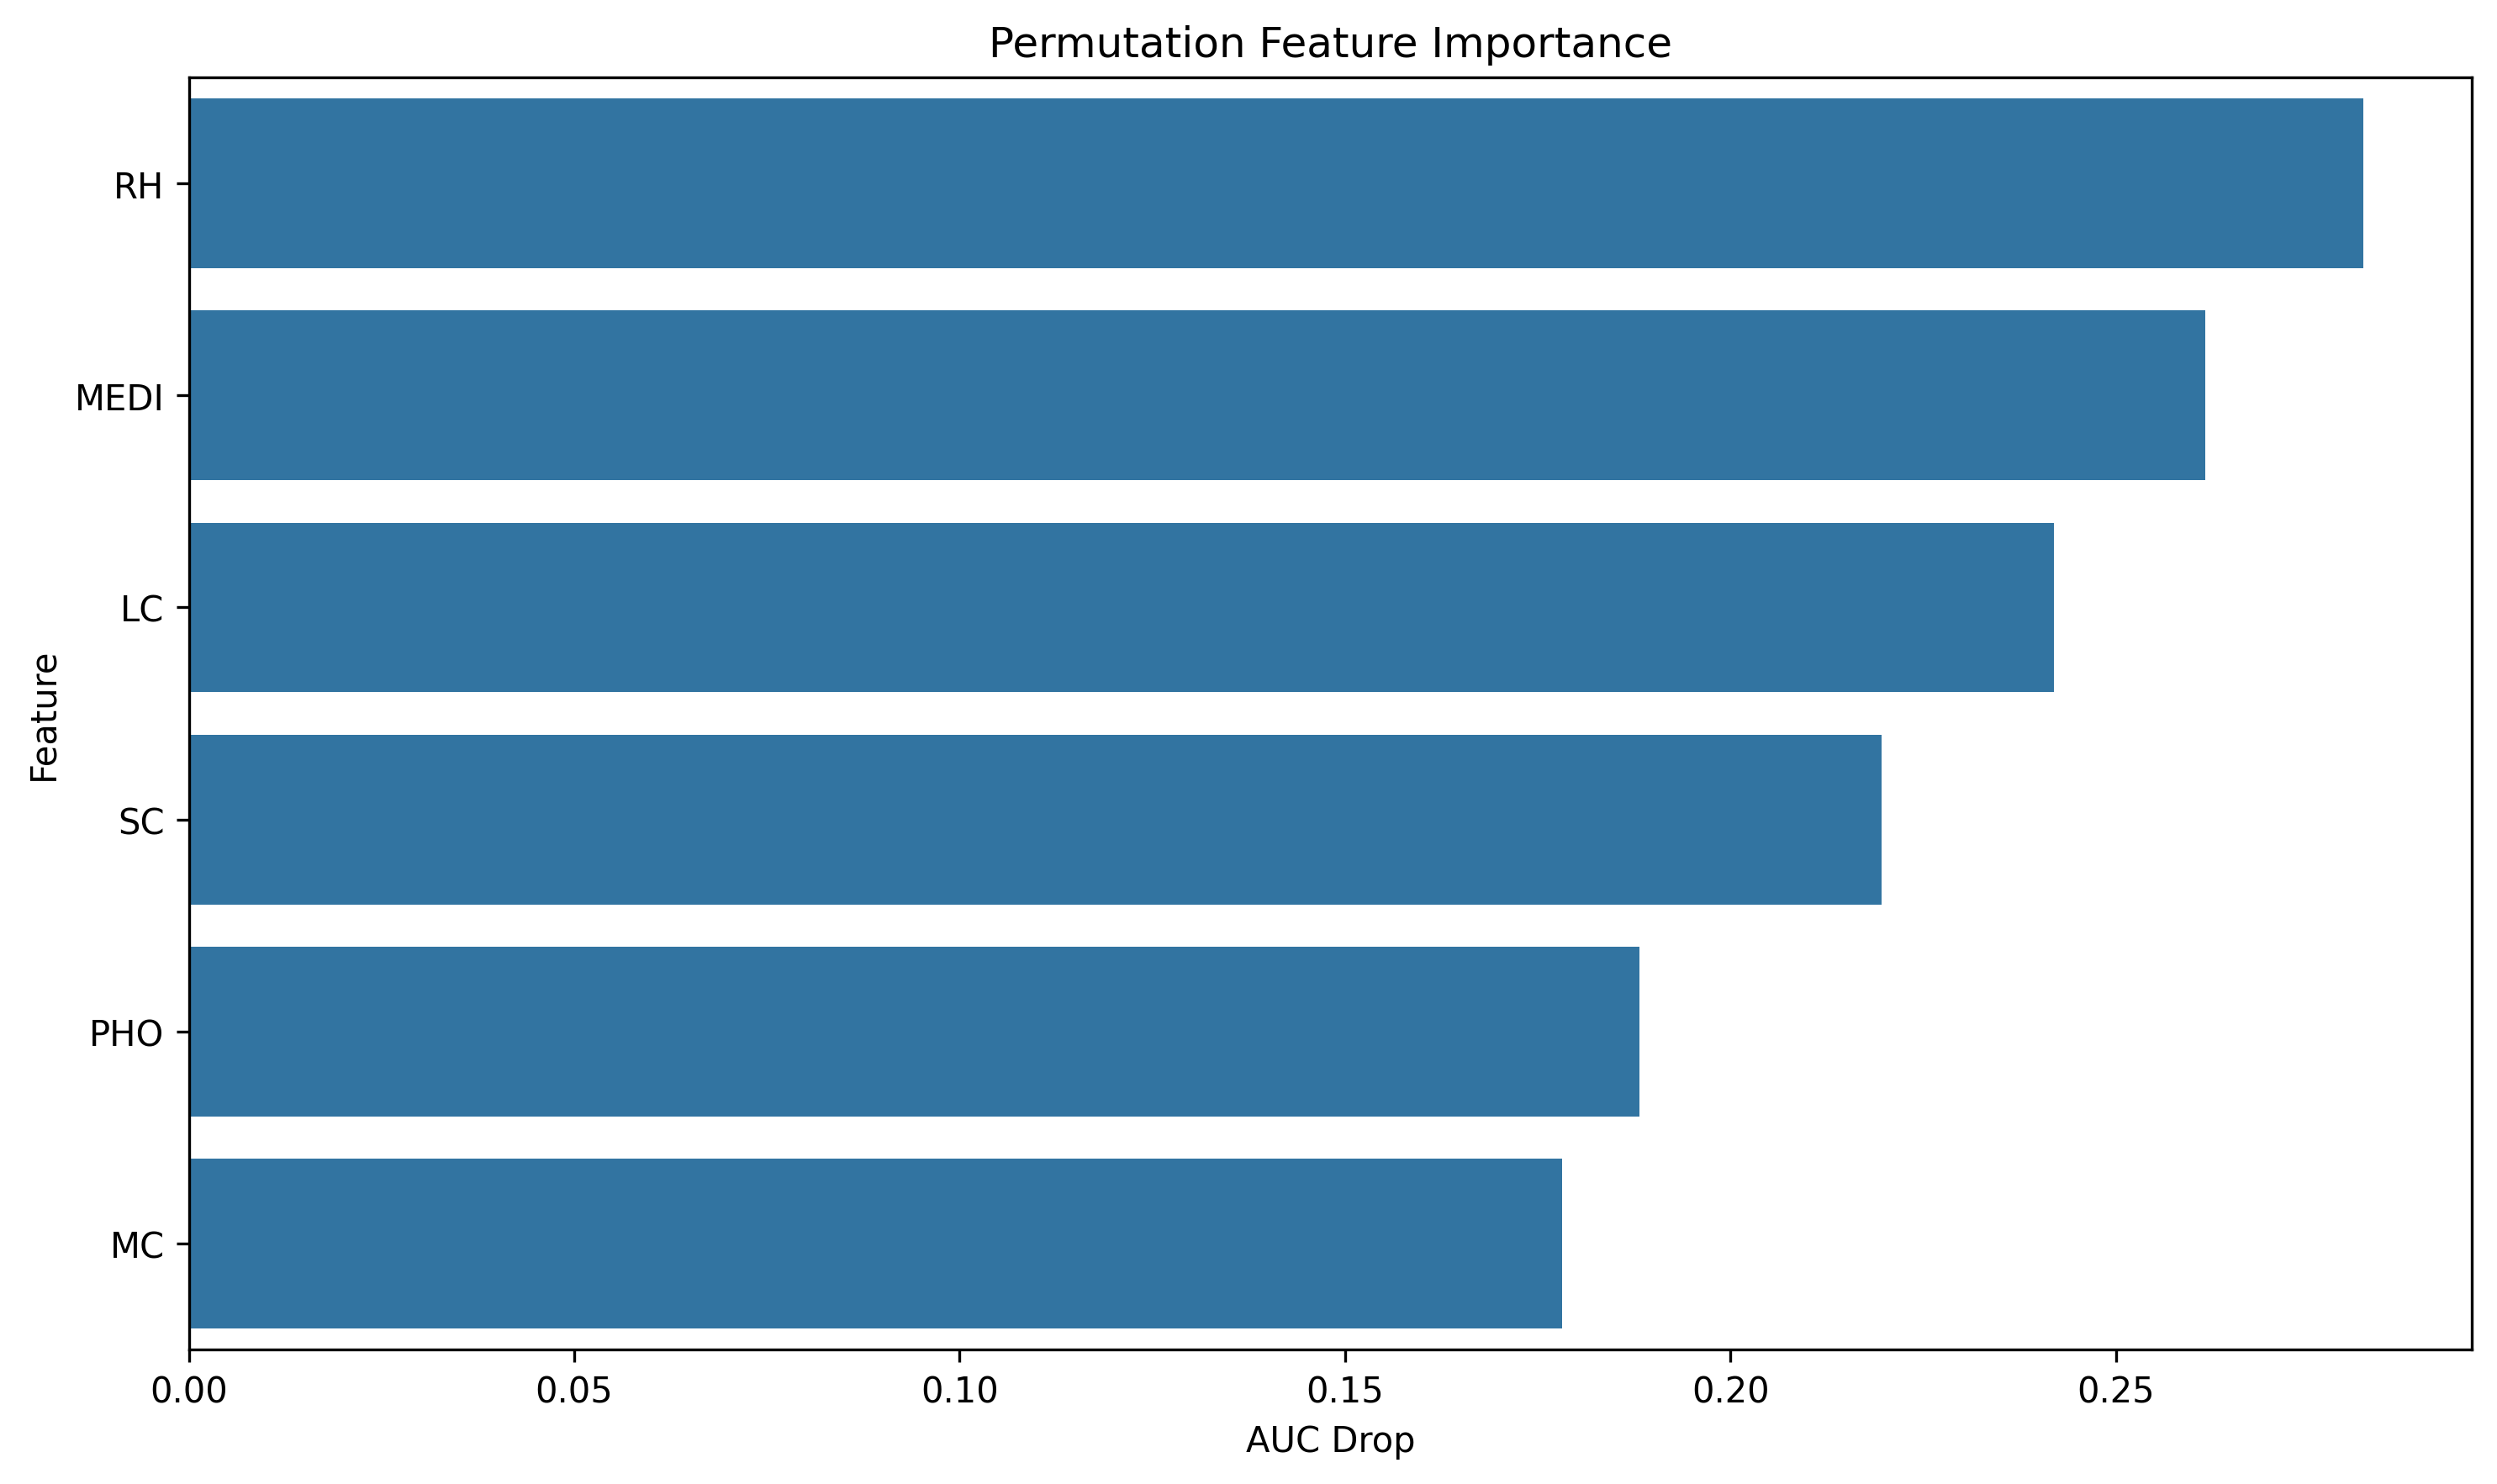 Permutation Feature Importance
RH
MEDI
LC
SC
PHO
MC
Feature
0.00 0.05 0.10 0.15 0.20 0.25
AUC Drop